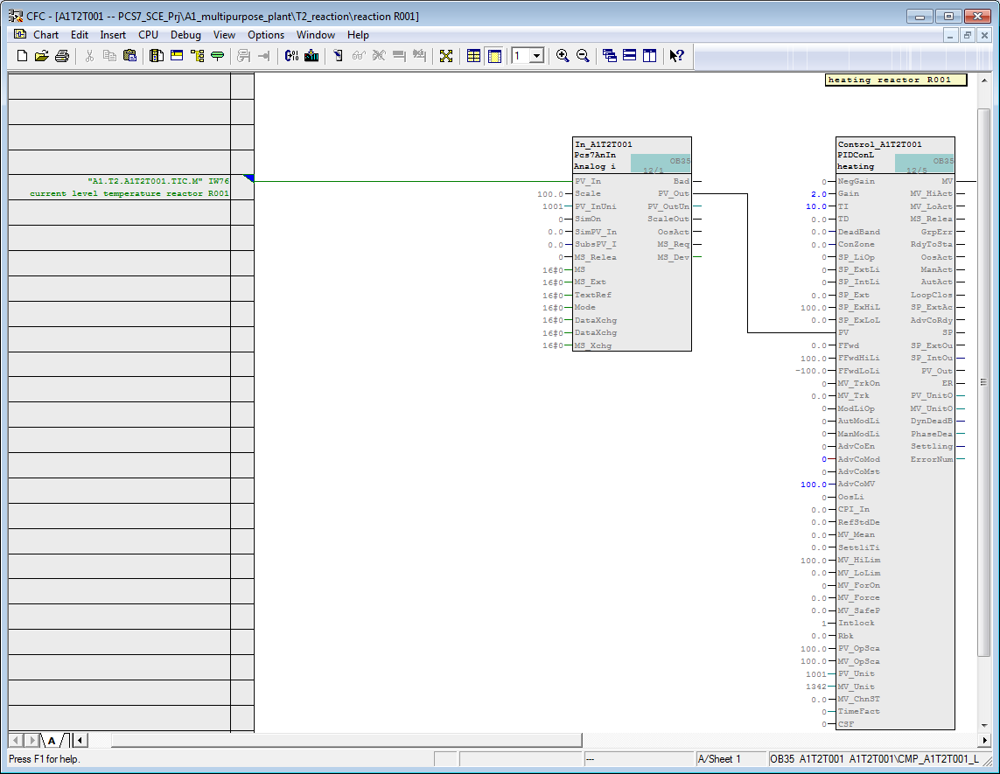 CFC - [A1T2T001 -- PCS7_SCE_Prj\A1_multipurpose_plant\T2_reaction\reaction R001]
Chart Edit Insert CPU Debug View Options Window Help
1
heating reactor R001
"A1.T2.A1T2T001.TIC.M" IW76
current level temperature reactor R001
In_A1T2T001
Pcs7AnIn
Analog i
OB35
12/1
PV_In Bad
100.0 Scale PV_Out
1001 PV_InUni PV_OutUn
0 SimOn ScaleOut
0.0 SimPV_In OosAct
0.0 SubsPV_I MS_Req
0 MS_Relea MS_Dev
16#0 MS
16#0 MS_Ext
16#0 TextRef
16#0 Mode
16#0 DataXchg
16#0 DataXchg
16#0 MS_Xchg
Control_A1T2T001
PIDConL
heating
OB35
12/5
0 NegGain MV
2.0 Gain MV_HiAct
10.0 TI MV_LoAct
0.0 TD MS_Relea
0.0 DeadBand GrpErr
0.0 ConZone RdyToSta
0 SP_LiOp OosAct
0 SP_ExtLi ManAct
0 SP_IntLi AutAct
0.0 SP_Ext LoopClos
100.0 SP_ExHiL SP_ExtAc
0.0 SP_ExLoL AdvCoRdy
PV SP
0.0 FFwd SP_ExtOu
100.0 FFwdHiLi SP_IntOu
-100.0 FFwdLoLi PV_Out
0 MV_TrkOn ER
0.0 MV_Trk PV_UnitO
0 ModLiOp MV_UnitO
0 AutModLi DynDeadB
0 ManModLi PhaseDea
0 AdvCoEn Settling
0 AdvCoMod ErrorNum
0 AdvCoMst
100.0 AdvCoMV
0 OosLi
0.0 CPI_In
0.0 RefStdDe
0.0 MV_Mean
0.0 SettliTi
100.0 MV_HiLim
0.0 MV_LoLim
0 MV_ForOn
0.0 MV_Force
0.0 MV_SafeP
1 Intlock
0.0 Rbk
100.0 PV_OpSca
100.0 MV_OpSca
1001 PV_Unit
1342 MV_Unit
0.0 MV_ChnST
0 TimeFact
0 CSF
A
Press F1 for help.
---
A/Sheet 1
OB35 A1T2T001 A1T2T001\CMP_A1T2T001_L